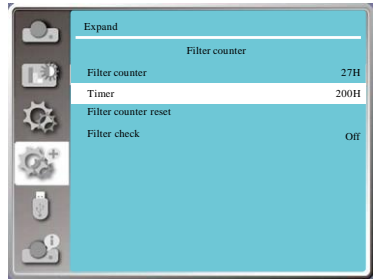 Expand
Filter counter
Filter counter 27H
Timer 200H
Filter counter reset
Filter check Off